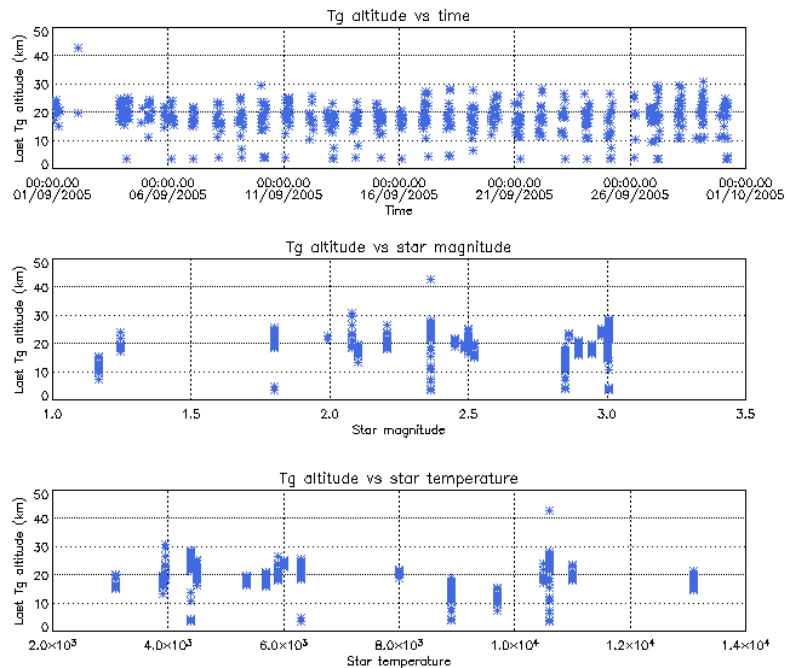 Tg altitude vs time
Last Tg altitude (km)
50
40
30
20
10
0
00:00.00 00:00.00 00:00.00 00:00.00 00:00.00 00:00.00 00:00.00
01/09/2005 06/09/2005 11/09/2005 16/09/2005 21/09/2005 26/09/2005 01/10/2005
Time
Tg altitude vs star magnitude
Last Tg altitude (km)
50
40
30
20
10
0
1.0 1.5 2.0 2.5 3.0 3.5
Star magnitude
Tg altitude vs star temperature
Last Tg altitude (km)
50
40
30
20
10
0
2.0×10³ 4.0×10³ 6.0×10³ 8.0×10³ 1.0×10⁴ 1.2×10⁴ 1.4×10⁴
Star temperature